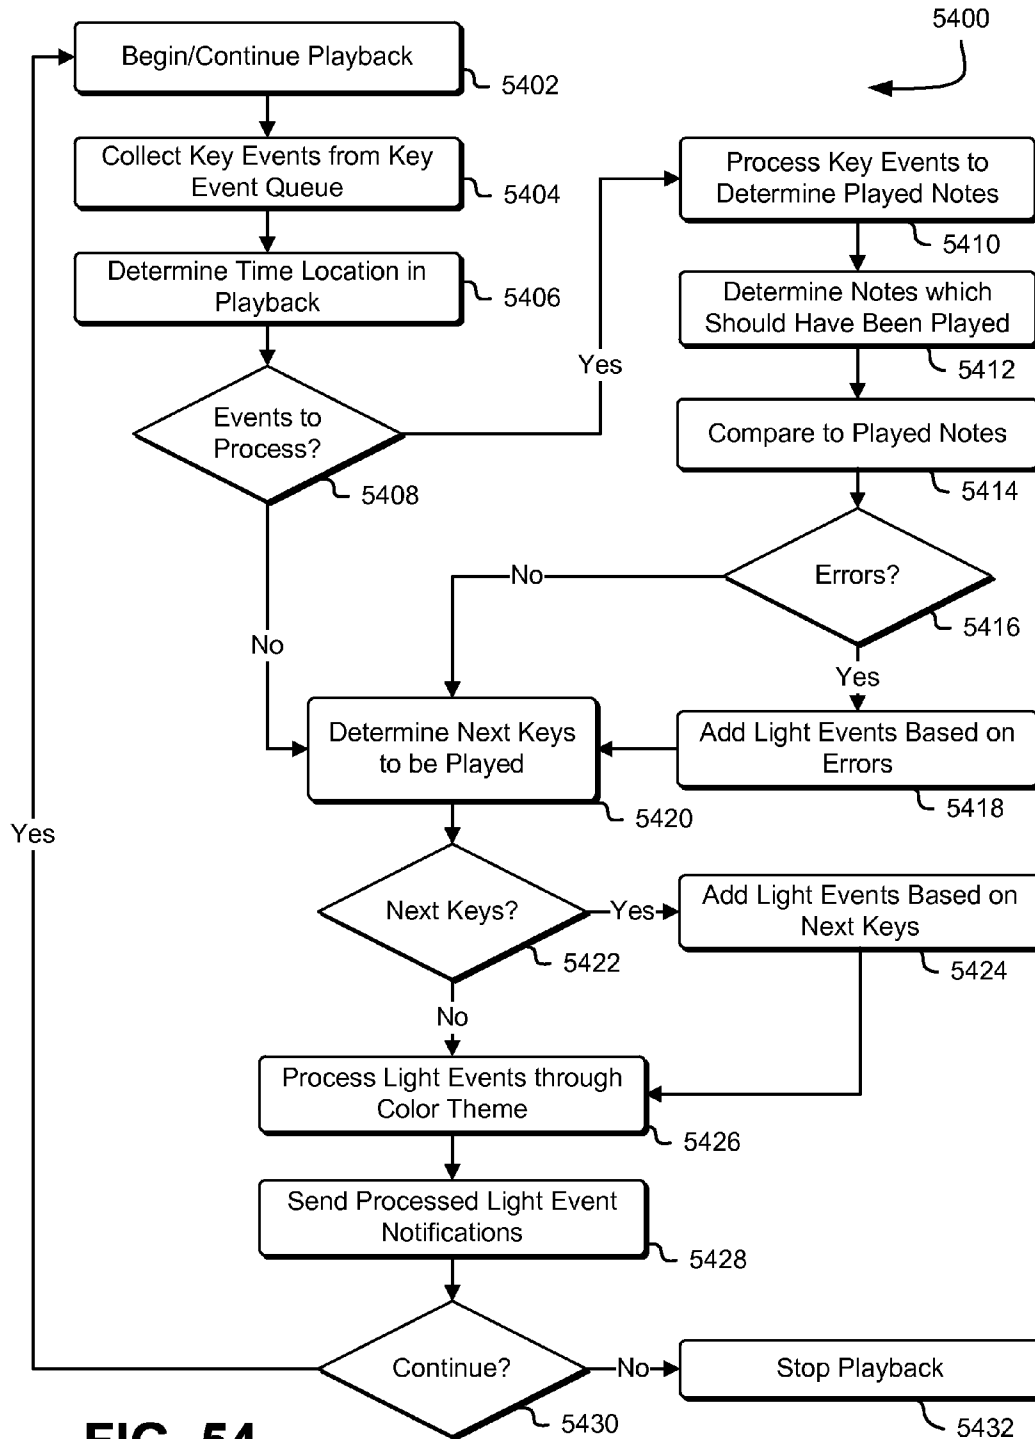 5400
Begin/Continue Playback
5402
Collect Key Events from Key
Event Queue
5404
Determine Time Location in
Playback
5406
Events to
Process?
5408
Yes
No
Process Key Events to
Determine Played Notes
5410
Determine Notes which
Should Have Been Played
5412
Compare to Played Notes
5414
Errors?
5416
No
Yes
Add Light Events Based on
Errors
5418
Determine Next Keys
to be Played
5420
Next Keys?
5422
Yes
No
Add Light Events Based on
Next Keys
5424
Process Light Events through
Color Theme
5426
Send Processed Light Event
Notifications
5428
Continue?
5430
Yes
No
Stop Playback
5432
FIG. 54